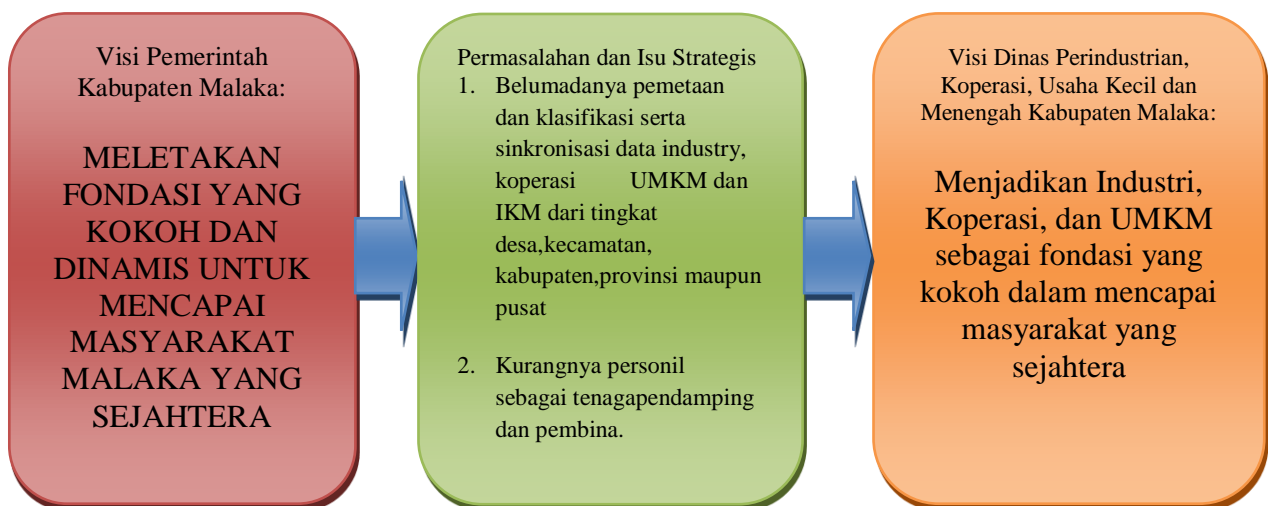 Visi Pemerintah
Kabupaten Malaka:
MELETAKAN
FONDASI YANG
KOKOH DAN
DINAMIS UNTUK
MENCAPAI
MASYARAKAT
MALAKA YANG
SEJAHTERA
Permasalahan dan Isu Strategis
1. Belumadanya pemetaan
dan klasifikasi serta
sinkronisasi data industry,
koperasi UMKM dan
IKM dari tingkat
desa,kecamatan,
kabupaten,provinsi maupun
pusat
2. Kurangnya personil
sebagai tenagapendamping
dan pembina.
Visi Dinas Perindustrian,
Koperasi, Usaha Kecil dan
Menengah Kabupaten Malaka:
Menjadikan Industri,
Koperasi, dan UMKM
sebagai fondasi yang
kokoh dalam mencapai
masyarakat yang
sejahtera